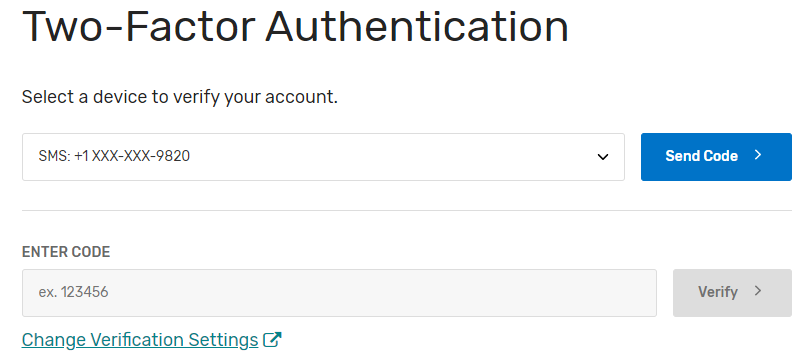 Two-Factor Authentication
Select a device to verify your account.
SMS: +1 XXX-XXX-9820
Send Code
ENTER CODE
ex. 123456
Verify
Change Verification Settings